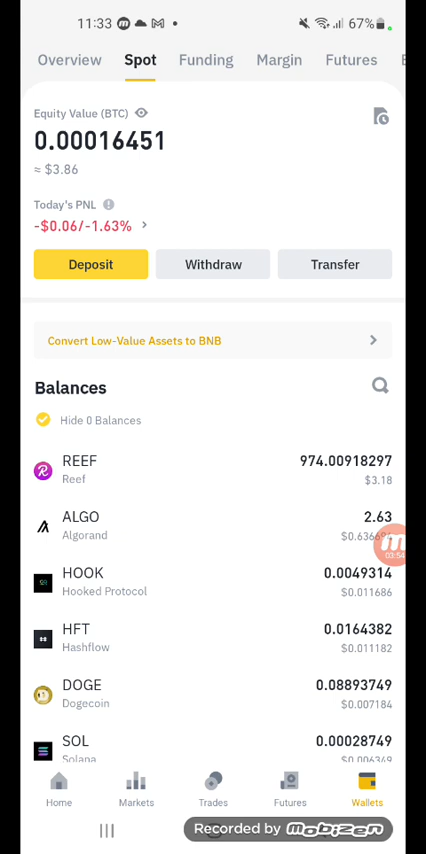 11:33
67%
Overview Spot Funding Margin Futures
Equity Value (BTC)
0.00016451
≈ $3.86
Today's PNL
-$0.06/-1.63%
Deposit Withdraw Transfer
Convert Low-Value Assets to BNB
Balances
Hide 0 Balances
REEF 974.00918297
Reef $3.18
ALGO 2.63
Algorand
03:54
HOOK 0.0049314
Hooked Protocol $0.011686
HFT 0.0164382
Hashflow $0.011182
DOGE 0.08893749
Dogecoin $0.007184
SOL 0.00028749
Solana $0.006349
Home Markets Trades Futures Wallets
Recorded by mobizen